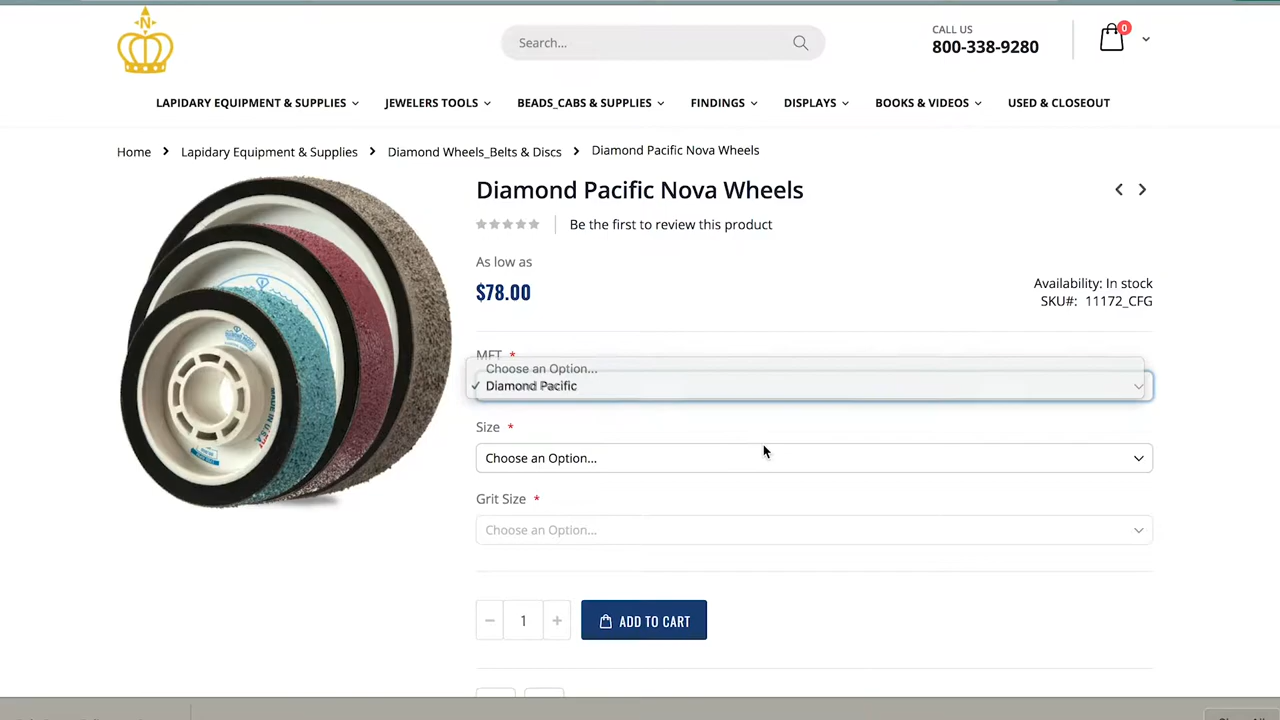 N
Search...
CALL US
800-338-9280
0
LAPIDARY EQUIPMENT & SUPPLIES
JEWELERS TOOLS
BEADS_CABS & SUPPLIES
FINDINGS
DISPLAYS
BOOKS & VIDEOS
USED & CLOSEOUT
Home
Lapidary Equipment & Supplies
Diamond Wheels_Belts & Discs
Diamond Pacific Nova Wheels
Diamond Pacific Nova Wheels
Be the first to review this product
As low as
$78.00
Availability: In stock
SKU#: 11172_CFG
MFT *
Choose an Option...
✓ Diamond Pacific
Size *
Choose an Option...
Grit Size *
Choose an Option...
− 1 +
ADD TO CART
MADE IN U.S.A